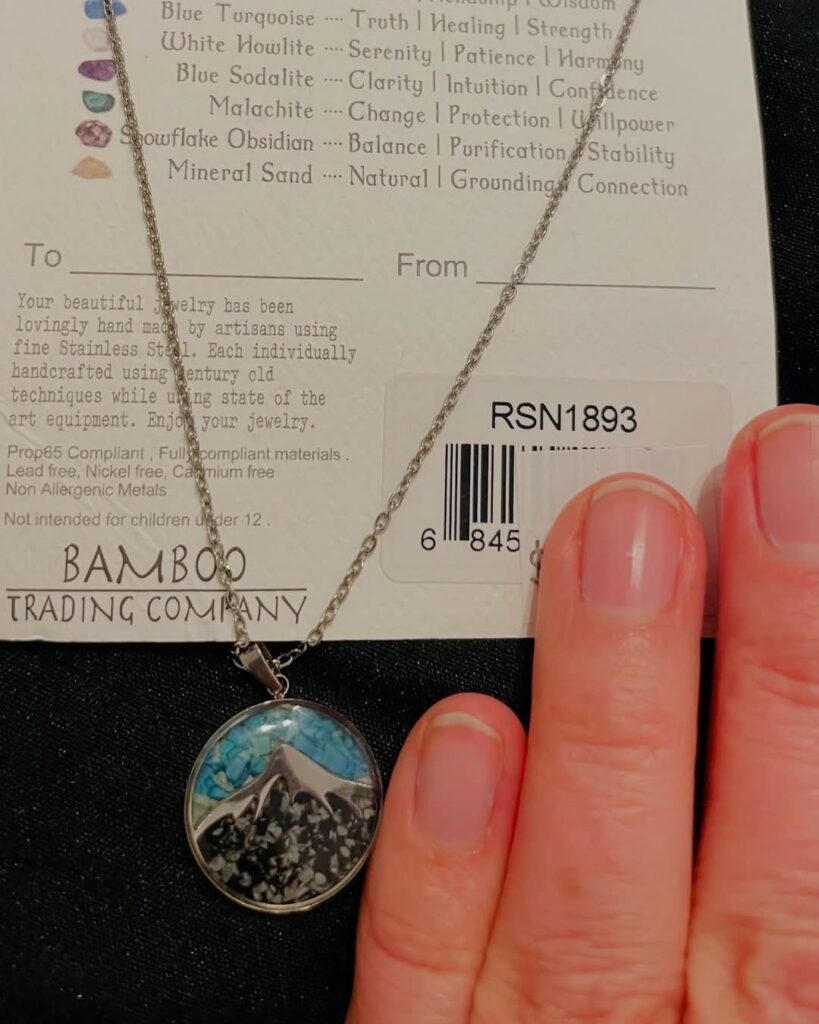 Wisdom
Blue Turquoise ···· Truth | Healing | Strength
White Howlite ···· Serenity | Patience | Harmony
Blue Sodalite ···· Clarity | Intuition | Confidence
Malachite ···· Change | Protection | Willpower
Snowflake Obsidian ···· Balance | Purification | Stability
Mineral Sand ···· Natural | Grounding | Connection
To From
Your beautiful jewelry has been
lovingly hand made by artisans using
fine Stainless Steel. Each individually
handcrafted using century old
techniques while using state of the
art equipment. Enjoy your jewelry.
Prop65 Compliant , Fully compliant materials .
Lead free, Nickel free, Cadmium free
Non Allergenic Metals
Not intended for children under 12 .
BAMBOO
TRADING COMPANY
RSN1893
6 845